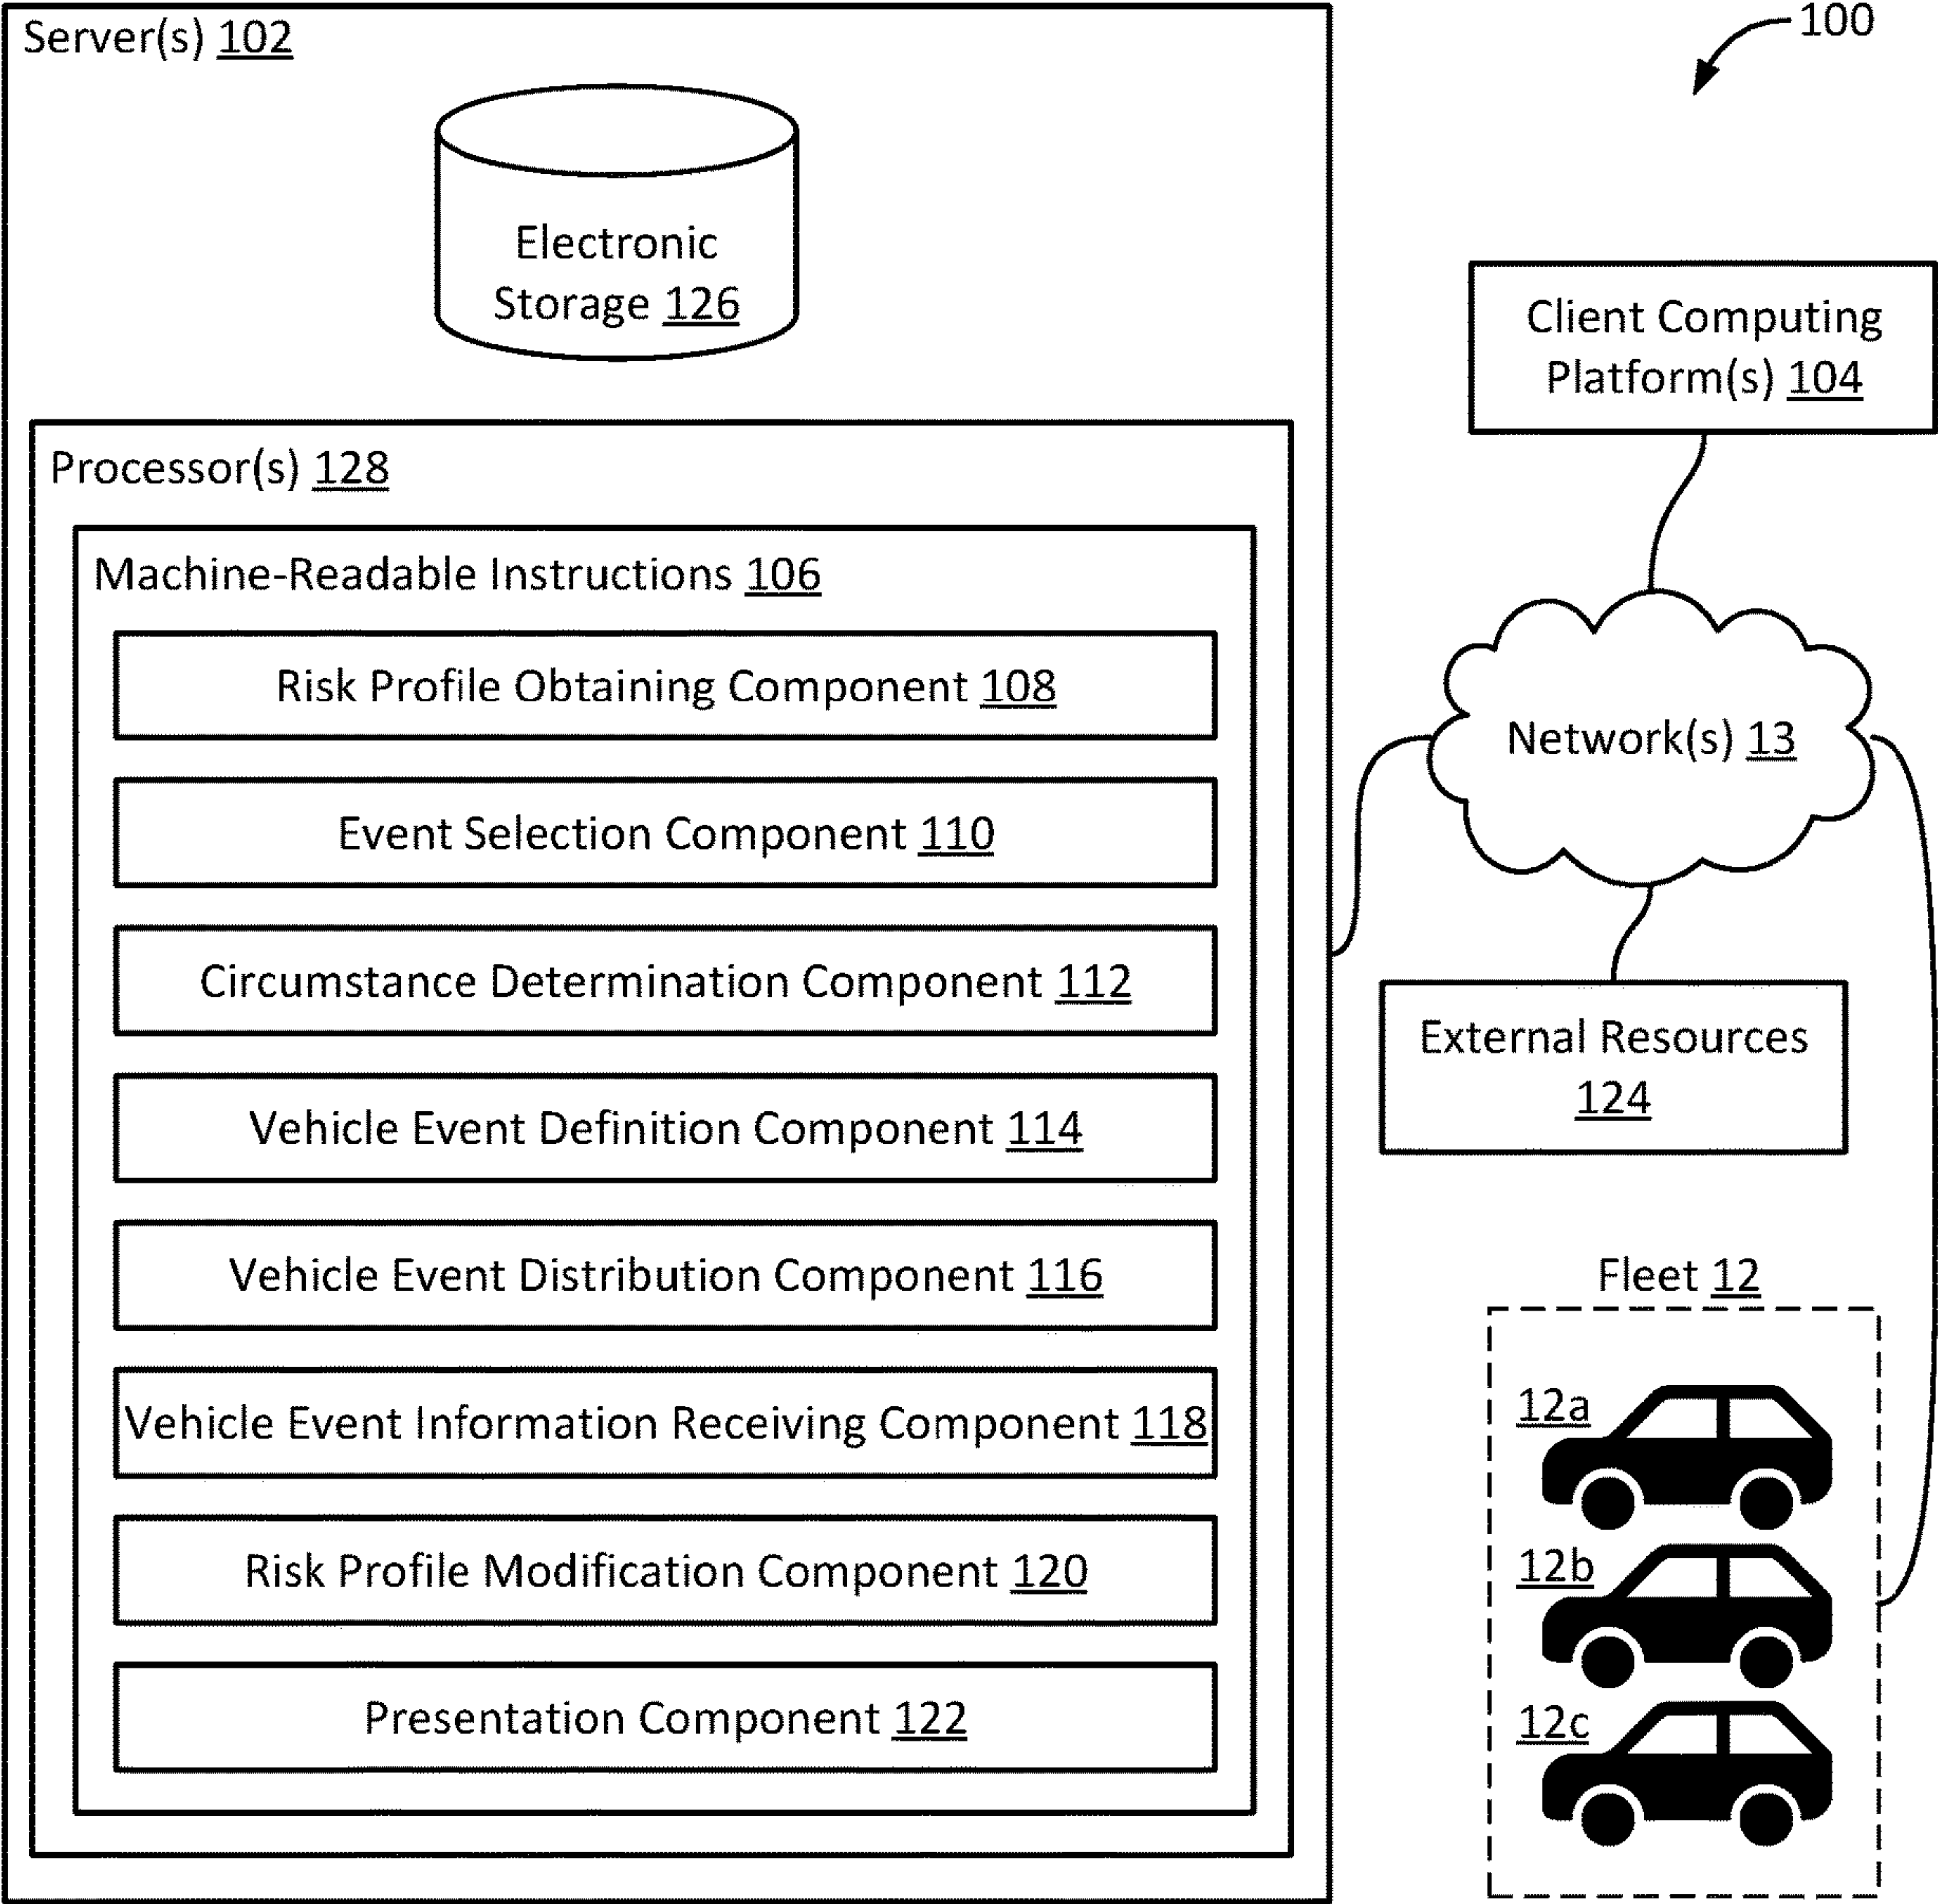 Server(s) 102
100
Electronic
Storage 126
Client Computing
Platform(s) 104
Processor(s) 128
Machine-Readable Instructions 106
Risk Profile Obtaining Component 108
Event Selection Component 110
Circumstance Determination Component 112
Vehicle Event Definition Component 114
Vehicle Event Distribution Component 116
Vehicle Event Information Receiving Component 118
Risk Profile Modification Component 120
Presentation Component 122
Network(s) 13
External Resources
124
Fleet 12
12a
12b
12c